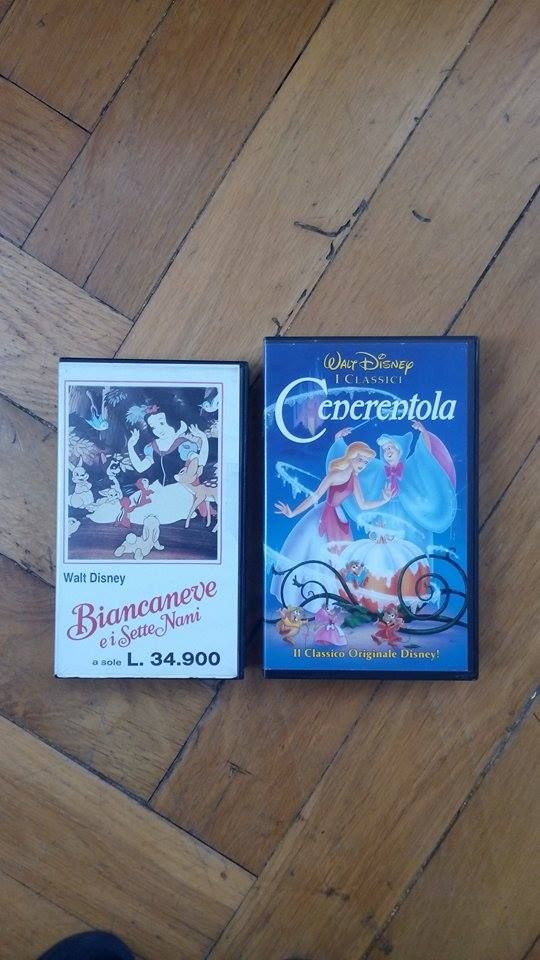 Walt Disney
Biancaneve
e i Sette Nani
a sole L. 34.900
WALT DISNEY
I CLASSICI
Cenerentola
Il Classico Originale Disney!